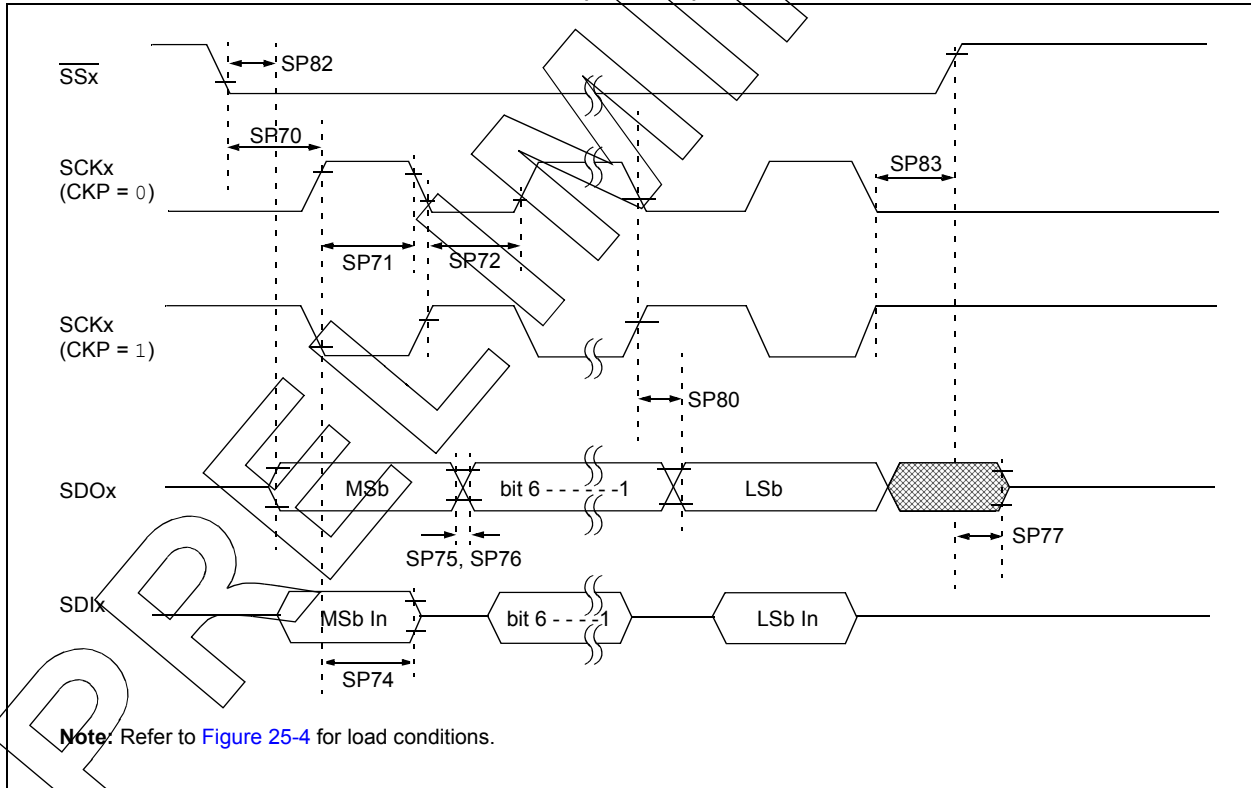 SSx
SP82
SP70
SCKx
(CKP = 0)
SP83
SP71
SP72
SCKx
(CKP = 1)
SP80
SDOx
MSb
bit 6 - - - - - -1
LSb
SP75, SP76
SP77
SDIx
MSb In
bit 6 - - - -1
LSb In
SP74
Note: Refer to Figure 25-4 for load conditions.
PRELIMIN